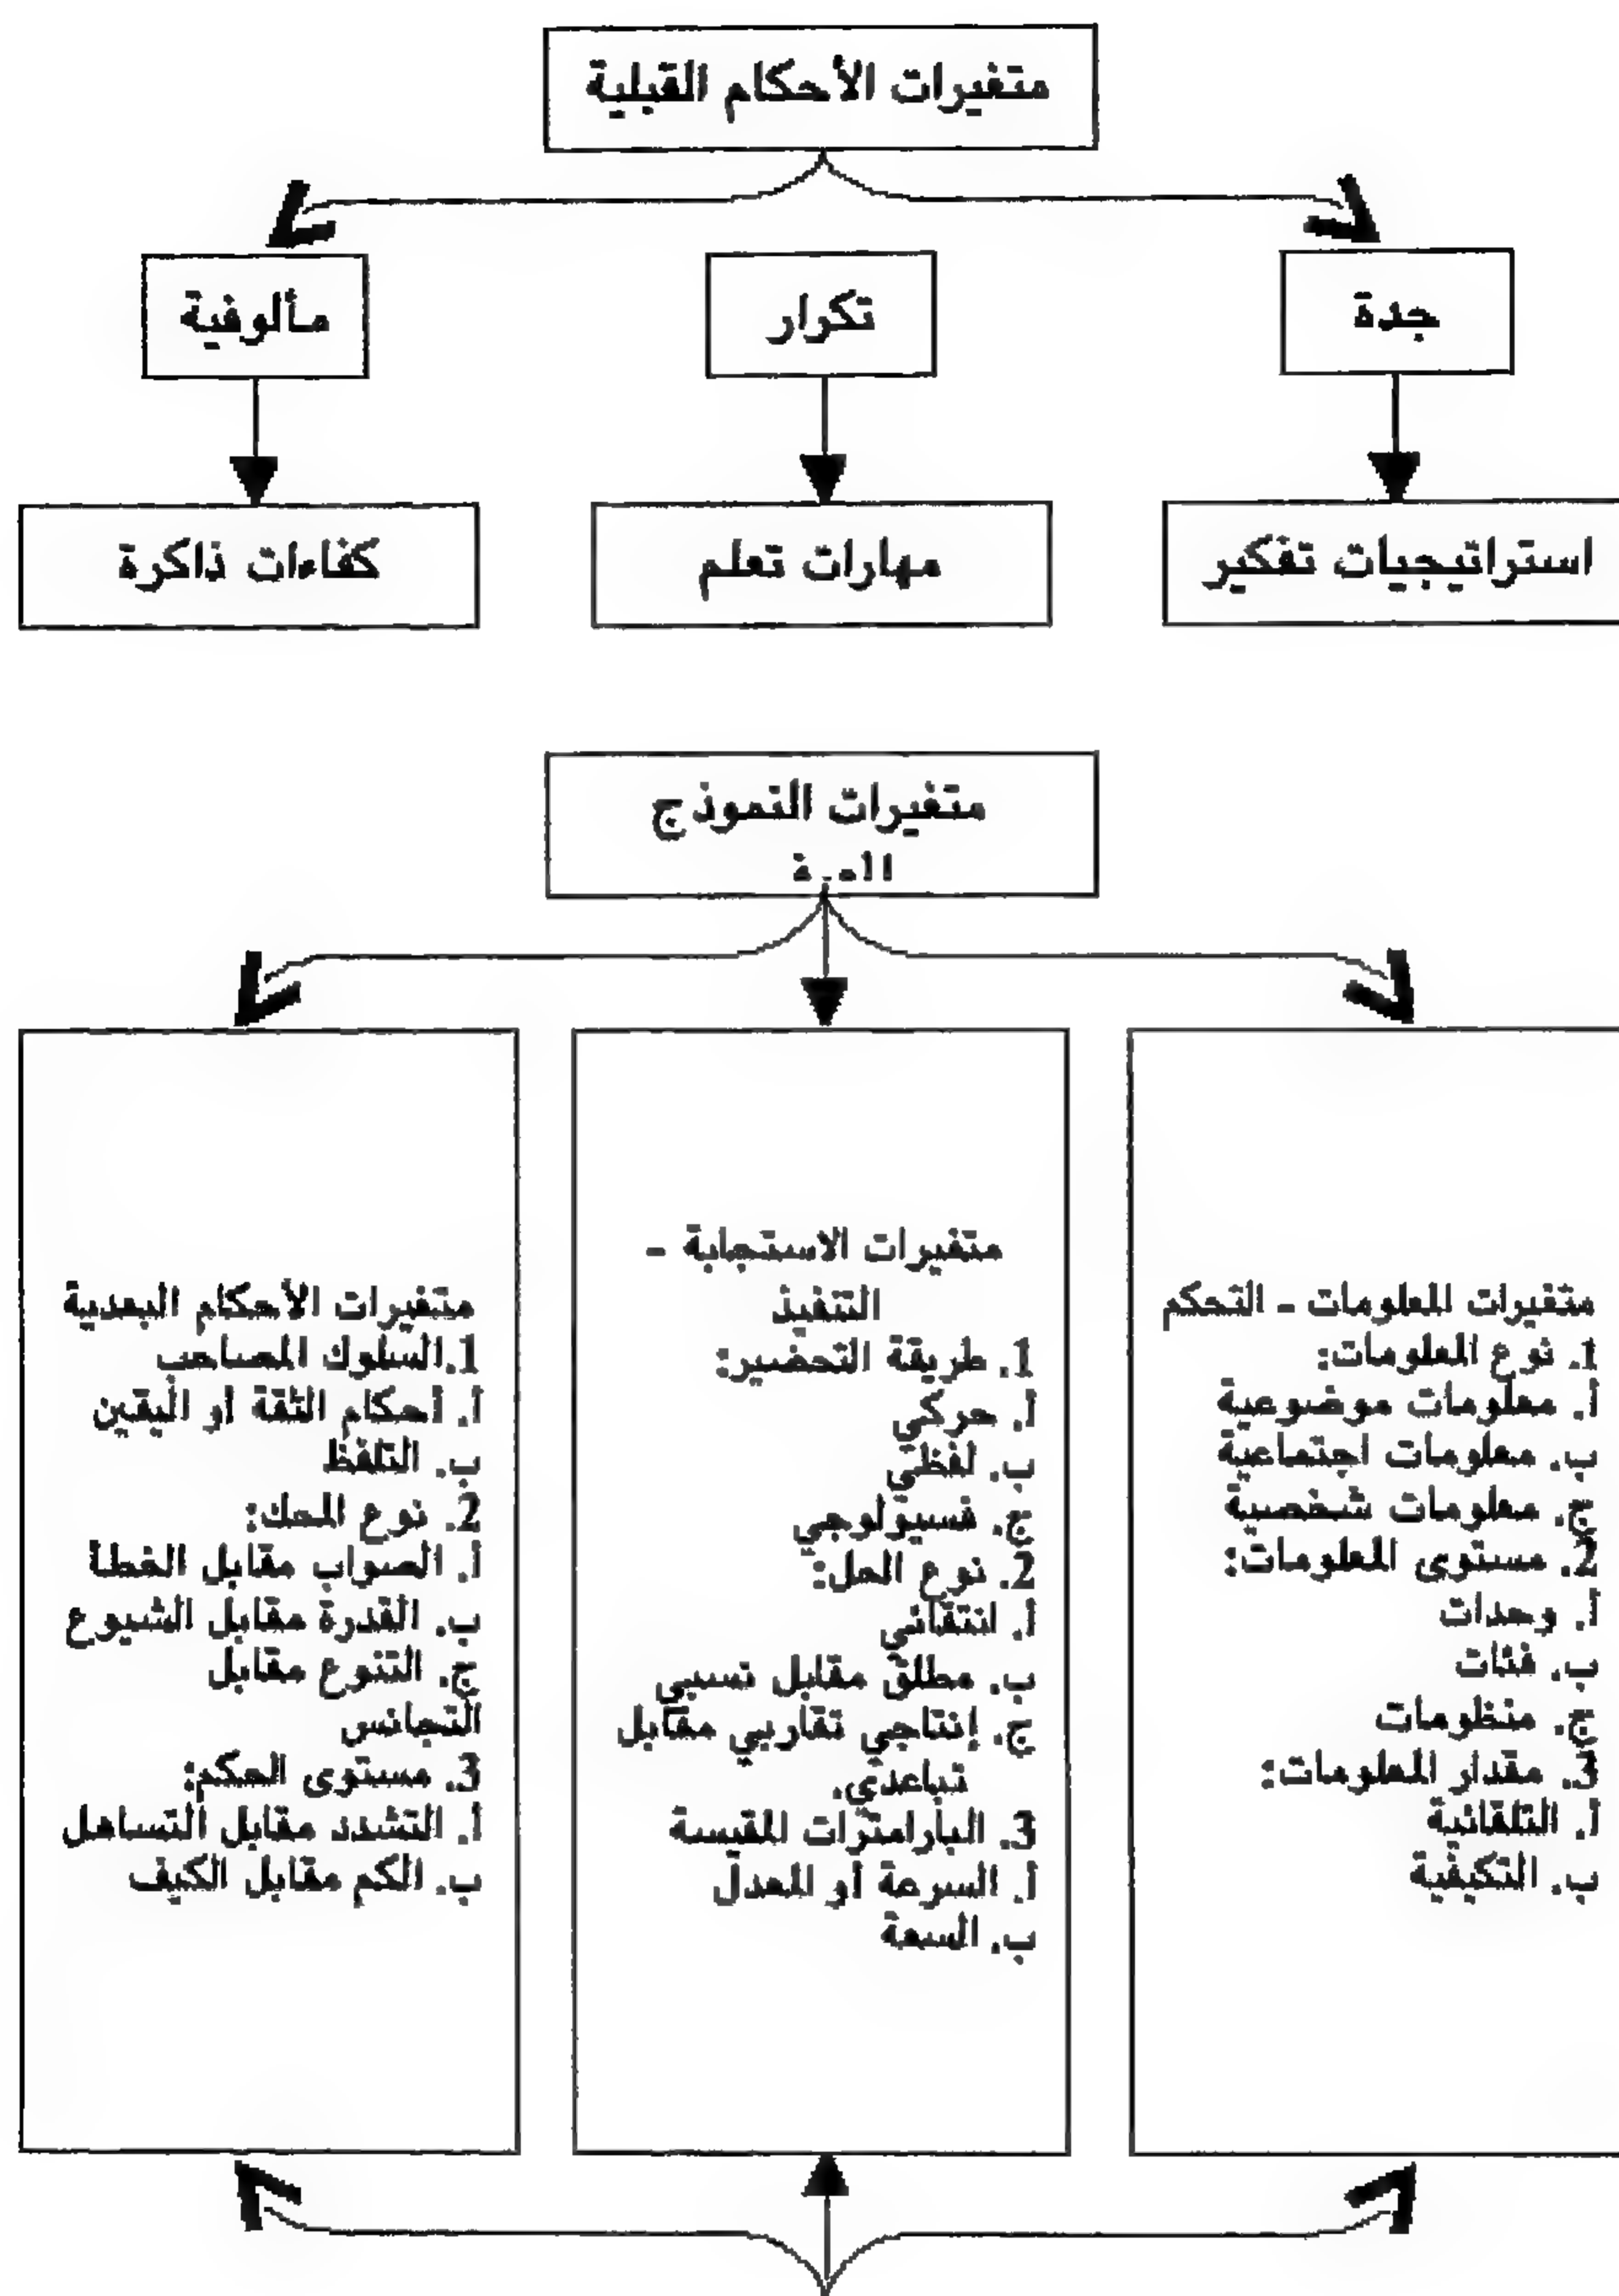 متغيرات الأحكام القبلية
جدة
تكرار
مألوفية
استراتيجيات تفكير
مهارات تعلم
كفاءات ذاكرة
متغيرات النموذج
متغيرات المعلومات - التحكم
1. نوع المعلومات:
أ. معلومات موضوعية
ب. معلومات اجتماعية
ج. معلومات شخصية
2. مستوى المعلومات:
أ. وحدات
ب. فئات
ج. منظومات
3. مقدار المعلومات:
أ. التلقائية
ب. التكيفية
متغيرات الاستجابة -
التنفيذ
1. طريقة التحضير:
أ. حركي
ب. لفظي
ج. فسيولوجي
2. نوع الحل:
أ. انتقائي
ب. مطلق مقابل نسبي
ج. إنتاجي تقاربي مقابل
تباعدي.
3. البارامترات المقيسة
أ. السرعة أو المعدل
ب. السعة
متغيرات الأحكام البعدية
1. السلوك المصاحب
أ. أحكام الثقة أو اليقين
ب. التلفظ
2. نوع المحك:
أ. الصواب مقابل الخطأ
ب. القدرة مقابل الشيوع
ج. التنوع مقابل
التجانس
3. مستوى الحكم:
أ. التشدد مقابل التساهل
ب. الكم مقابل الكيف